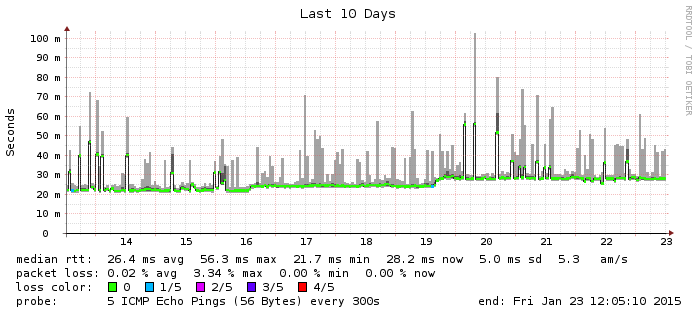 Last 10 Days
RRDTOOL / TOBI OETIKER
Seconds
100 m
90 m
80 m
70 m
60 m
50 m
40 m
30 m
20 m
10 m
0
14 15 16 17 18 19 20 21 22 23
median rtt: 26.4 ms avg 56.3 ms max 21.7 ms min 28.2 ms now 5.0 ms sd 5.3 am/s
packet loss: 0.02 % avg 3.34 % max 0.00 % min 0.00 % now
loss color: 0 1/5 2/5 3/5 4/5
probe: 5 ICMP Echo Pings (56 Bytes) every 300s end: Fri Jan 23 12:05:10 2015